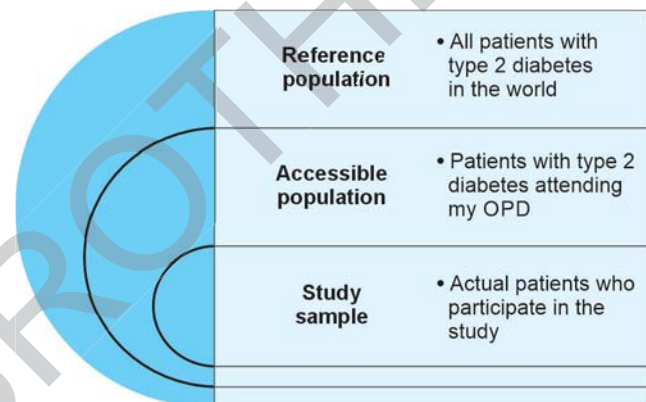 Reference
population
• All patients with
type 2 diabetes
in the world
Accessible
population
• Patients with type 2
diabetes attending
my OPD
Study
sample
• Actual patients who
participate in the
study